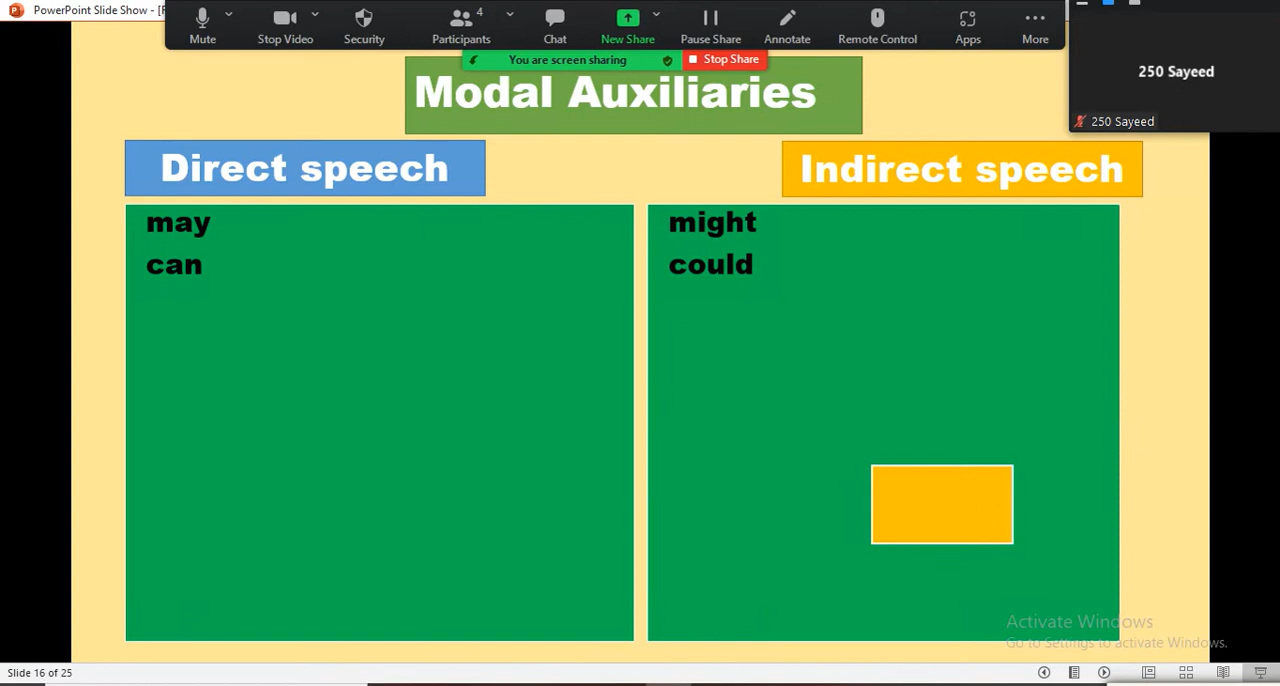 PowerPoint Slide Show - [F
Mute
Stop Video
Security
Participants
4
Chat
New Share
Pause Share
Annotate
Remote Control
Apps
More
You are screen sharing
Stop Share
250 Sayeed
250 Sayeed
Modal Auxiliaries
Direct speech
Indirect speech
may
can
might
could
Activate Windows
Go to Settings to activate Windows.
Slide 16 of 25